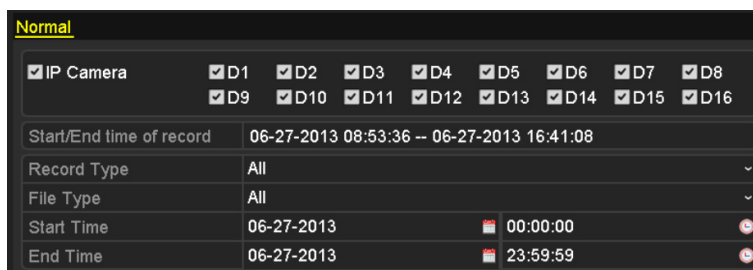 Normal
IP Camera D1 D2 D3 D4 D5 D6 D7 D8
D9 D10 D11 D12 D13 D14 D15 D16
Start/End time of record 06-27-2013 08:53:36 -- 06-27-2013 16:41:08
Record Type All
File Type All
Start Time 06-27-2013 00:00:00
End Time 06-27-2013 23:59:59